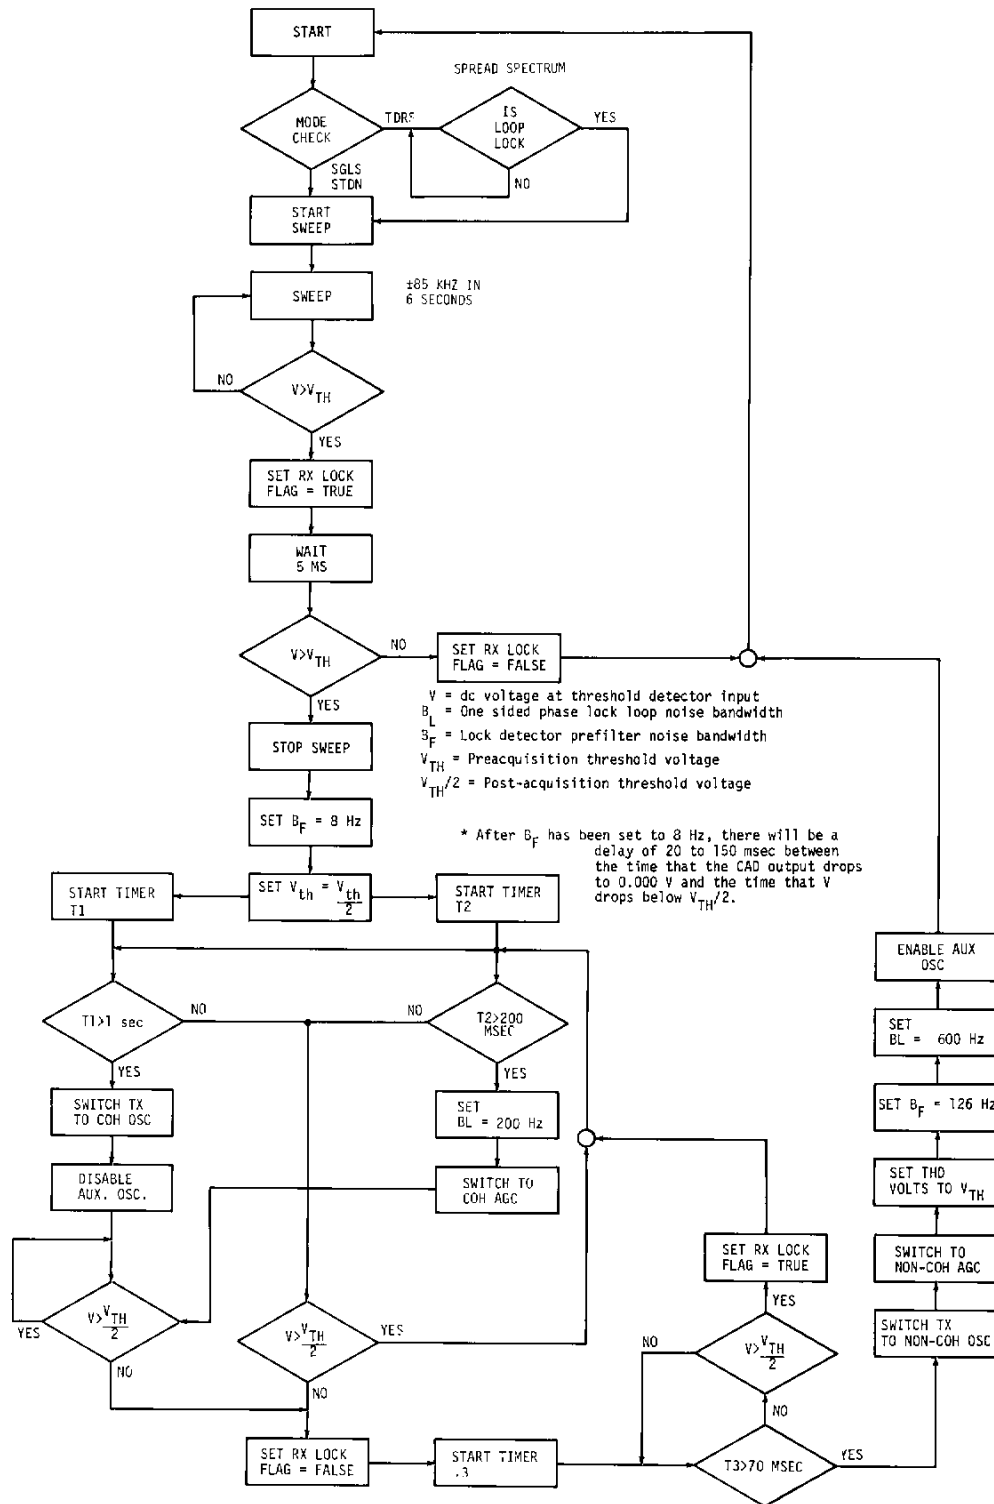 START
SPREAD SPECTRUM
MODE
CHECK
TDRS
IS
LOOP
LOCK
YES
NO
SGLS
STDN
START
SWEEP
SWEEP
±85 KHZ IN
6 SECONDS
NO
V>V_TH
YES
SET RX LOCK
FLAG = TRUE
WAIT
5 MS
V>V_TH
NO
SET RX LOCK
FLAG = FALSE
YES
V = dc voltage at threshold detector input
B_L = One sided phase lock loop noise bandwidth
B_F = Lock detector prefilter noise bandwidth
V_TH = Preacquisition threshold voltage
V_TH/2 = Post-acquisition threshold voltage
STOP SWEEP
SET B_F = 8 Hz
* After B_F has been set to 8 Hz, there will be a
delay of 20 to 150 msec between
the time that the CAD output drops
to 0.000 V and the time that V
drops below V_TH/2.
START TIMER
T1
SET V_th = V_th/2
START TIMER
T2
T1>1 sec
NO
NO
T2>200
MSEC
YES
YES
SWITCH TX
TO COH OSC
SET
BL = 200 Hz
DISABLE
AUX. OSC.
SWITCH TO
COH AGC
V>V_TH/2
YES
NO
V>V_TH/2
YES
NO
SET RX LOCK
FLAG = FALSE
START TIMER
.3
T3>70 MSEC
NO
YES
V>V_TH/2
NO
YES
SET RX LOCK
FLAG = TRUE
ENABLE AUX
OSC
SET
BL = 600 Hz
SET B_F = 126 Hz
SET THD
VOLTS TO V_TH
SWITCH TO
NON-COH AGC
SWITCH TX
TO NON-COH OSC